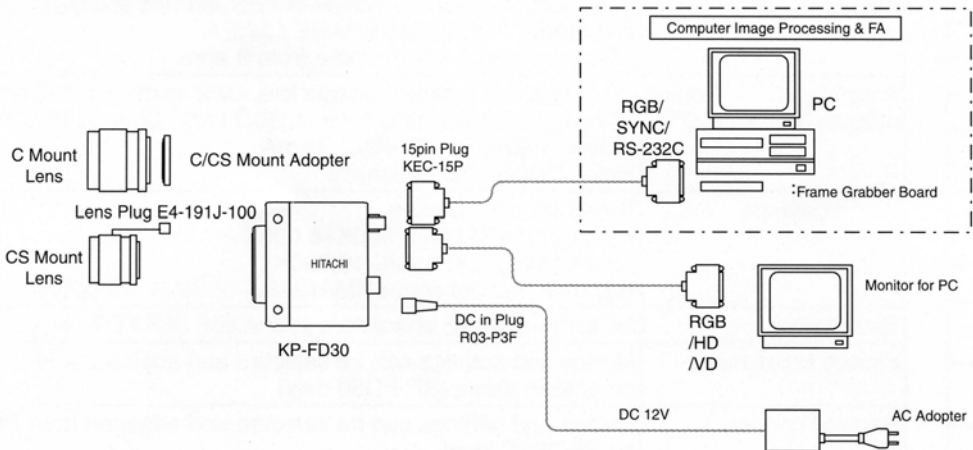 Computer Image Processing & FA
RGB/
SYNC/
RS-232C
PC
C Mount
Lens
C/CS Mount Adopter
15pin Plug
KEC-15P
:Frame Grabber Board
Lens Plug E4-191J-100
CS Mount
Lens
HITACHI
Monitor for PC
DC in Plug
R03-P3F
RGB
/HD
/VD
KP-FD30
DC 12V
AC Adopter